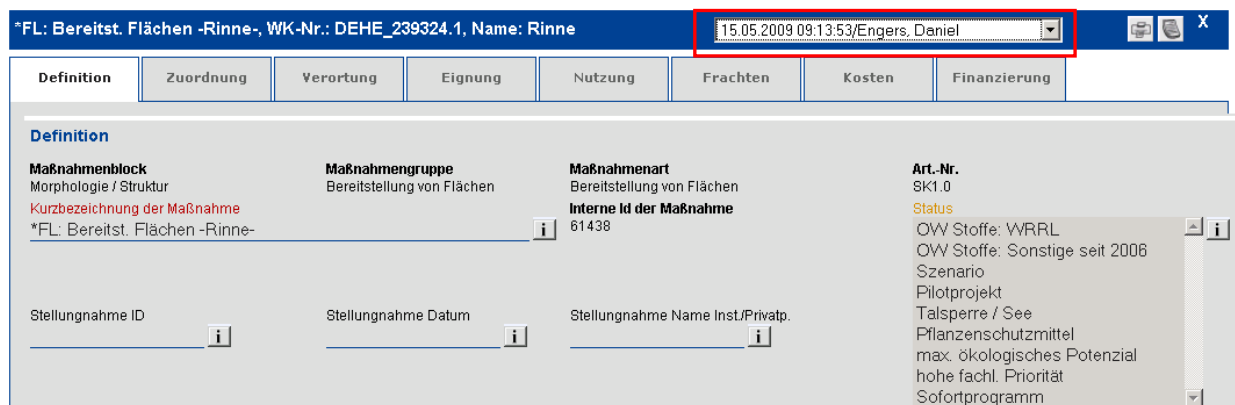 *FL: Bereitst. Flächen -Rinne-, WK-Nr.: DEHE_239324.1, Name: Rinne
15.05.2009 09:13:53/Engers, Daniel
X
Definition Zuordnung Verortung Eignung Nutzung Frachten Kosten Finanzierung
Definition
Maßnahmenblock Maßnahmengruppe Maßnahmenart Art.-Nr.
Morphologie / Struktur Bereitstellung von Flächen Bereitstellung von Flächen SK1.0
Kurzbezeichnung der Maßnahme Interne Id der Maßnahme Status
*FL: Bereitst. Flächen -Rinne- i 61438 OW Stoffe: WRRL i
OW Stoffe: Sonstige seit 2006
Szenario
Pilotprojekt
Stellungnahme ID Stellungnahme Datum Stellungnahme Name Inst./Privatp. Talsperre / See
i i i Pflanzenschutzmittel
max. ökologisches Potenzial
hohe fachl. Priorität
Sofortprogramm